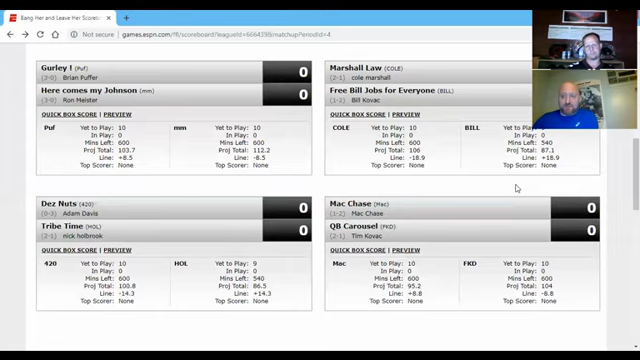 Bang Her and Leave Her Scoreb
Not secure | games.espn.com/ffl/scoreboard?leagueId=6664398&matchupPeriodId=4
Gurley ! (Puf)
(2-0) Brian Puffer
0
Here comes my Johnson (mm)
(3-0) Ron Meister
0
QUICK BOX SCORE | PREVIEW
Puf
Yet to Play: 10
In Play: 0
Mins Left: 600
Proj Total: 103.7
Line: +8.5
Top Scorer: None
mm
Yet to Play: 10
In Play: 0
Mins Left: 600
Proj Total: 112.2
Line: -8.5
Top Scorer: None
Marshall Law (COLE)
(2-1) cole marshall
Free Bill Jobs for Everyone (BILL)
(1-2) Bill Kovac
QUICK BOX SCORE | PREVIEW
COLE
Yet to Play: 10
In Play: 0
Mins Left: 600
Proj Total: 106
Line: -18.9
Top Scorer: None
BILL
Mins Left: 540
Proj Total: 87.1
Line: +18.9
Top Scorer: None
Dez Nuts (420)
(0-3) Adam Davis
0
Tribe Time (HOL)
(2-1) nick holbrook
0
QUICK BOX SCORE | PREVIEW
420
Yet to Play: 10
In Play: 0
Mins Left: 600
Proj Total: 100.8
Line: -14.3
Top Scorer: None
HOL
Yet to Play: 9
In Play: 0
Mins Left: 540
Proj Total: 86.5
Line: +14.3
Top Scorer: None
Mac Chase (Mac)
(1-2) Mac Chase
0
QB Carousel (FKD)
(2-1) Tim Kovac
0
QUICK BOX SCORE | PREVIEW
Mac
Yet to Play: 10
In Play: 0
Mins Left: 600
Proj Total: 95.2
Line: +8.8
Top Scorer: None
FKD
Yet to Play: 10
In Play: 0
Mins Left: 600
Proj Total: 104
Line: -8.8
Top Scorer: None